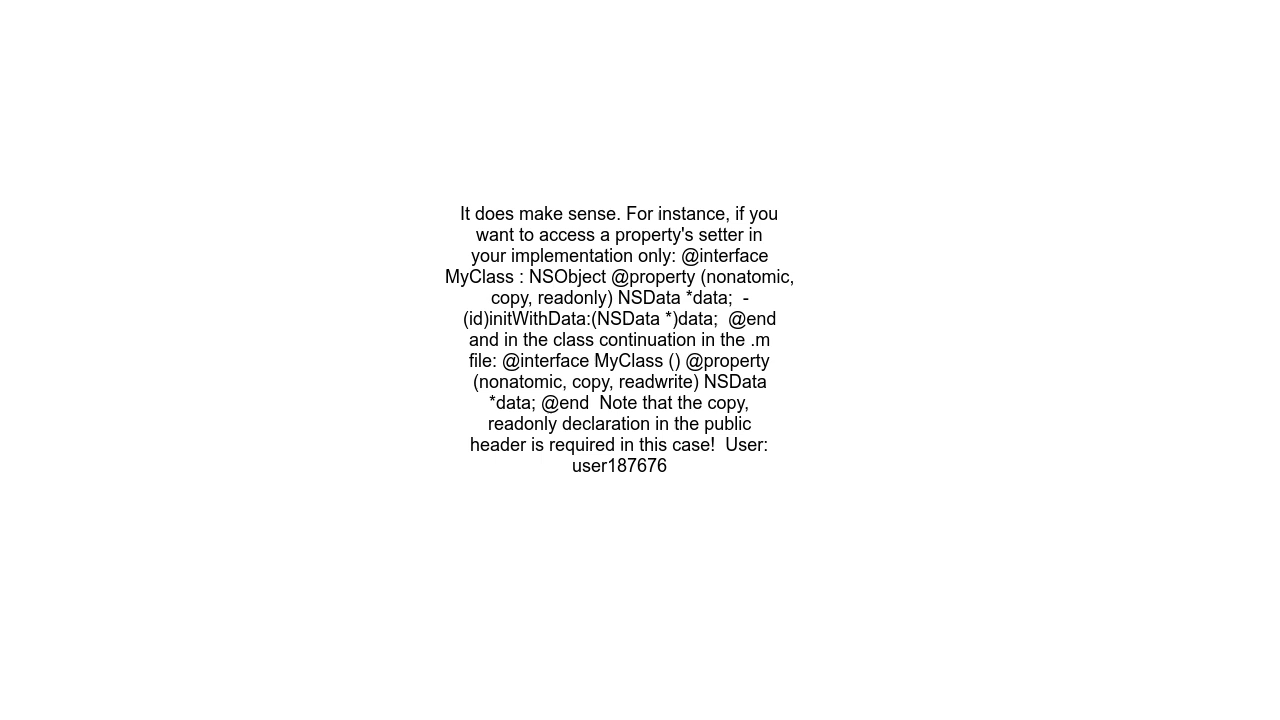 It does make sense. For instance, if you
want to access a property's setter in
your implementation only: @interface
MyClass : NSObject @property (nonatomic,
copy, readonly) NSData *data;  -
(id)initWithData:(NSData *)data;  @end
and in the class continuation in the .m
file: @interface MyClass () @property
(nonatomic, copy, readwrite) NSData
*data; @end  Note that the copy,
readonly declaration in the public
header is required in this case!  User:
user187676